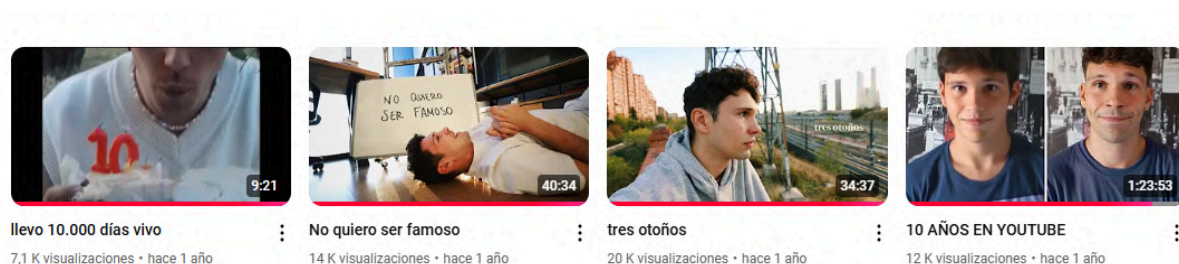 10
9:21
NO QUIERO
SER FAMOSO
40:34
tres otoños
34:37
1:23:53
llevo 10.000 días vivo
No quiero ser famoso
tres otoños
10 AÑOS EN YOUTUBE
7,1 K visualizaciones • hace 1 año
14 K visualizaciones • hace 1 año
20 K visualizaciones • hace 1 año
12 K visualizaciones • hace 1 año